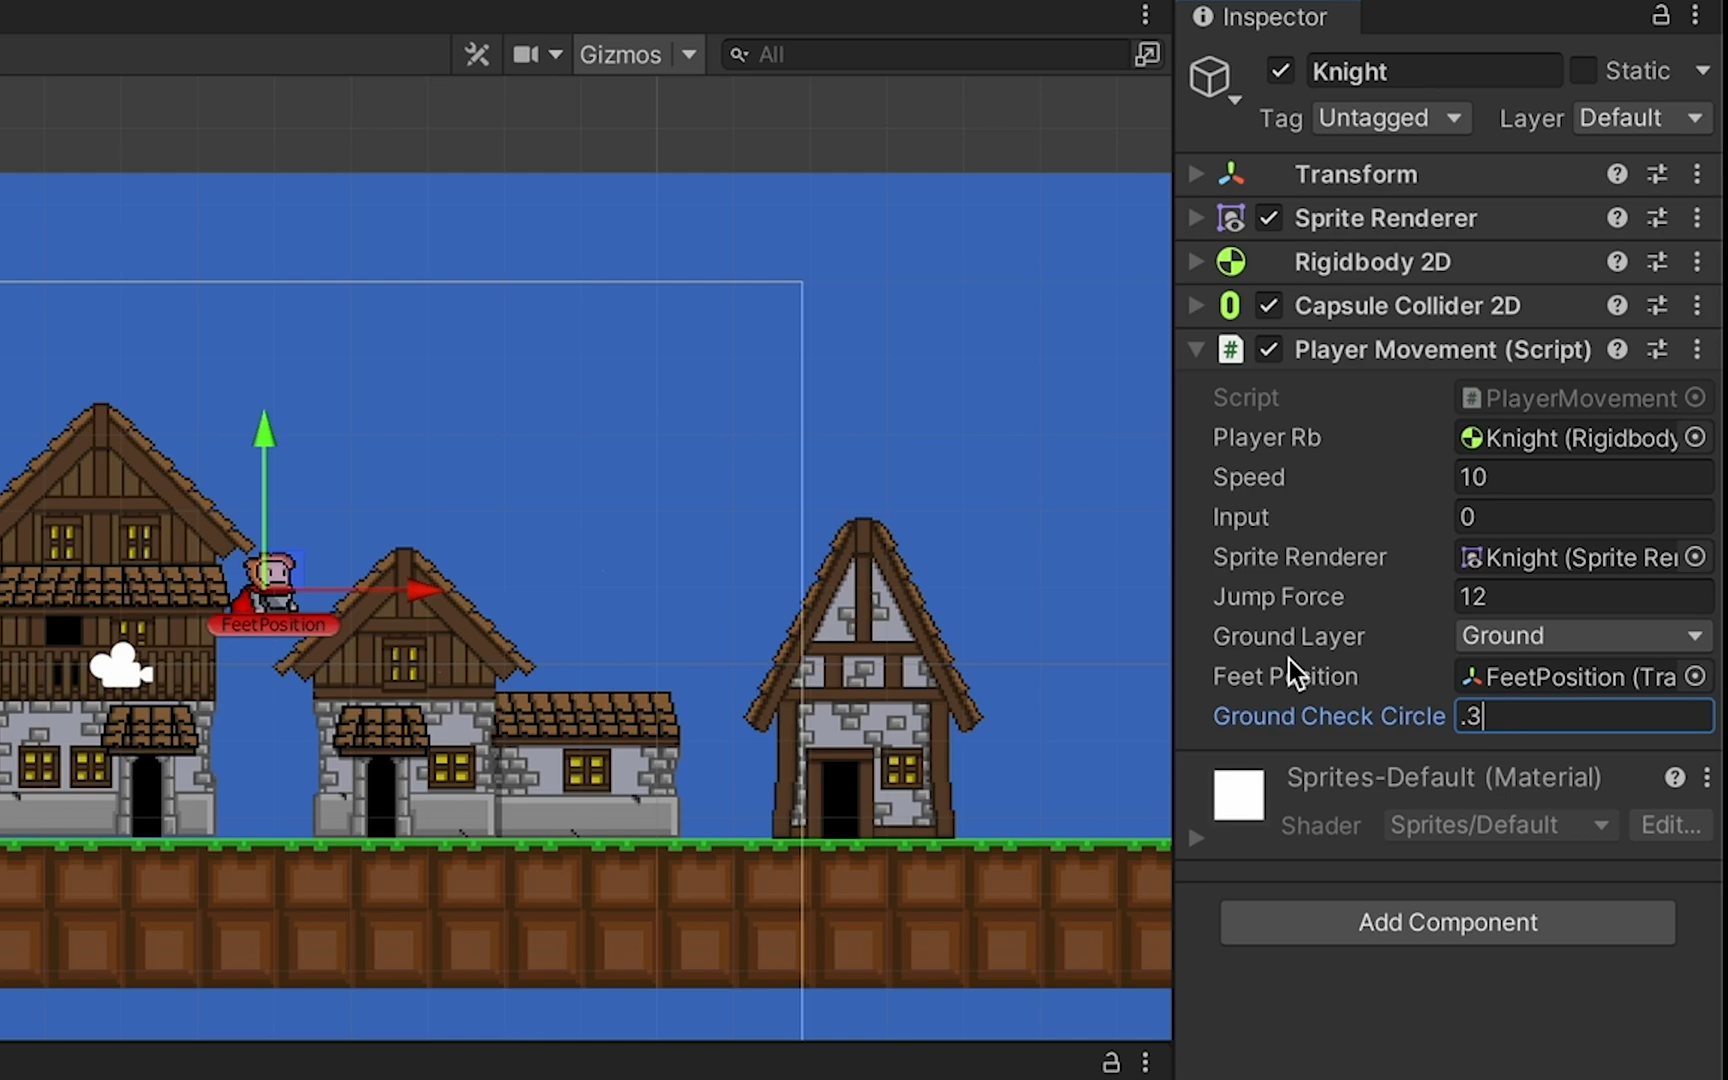 Inspector
Gizmos
All
Knight
Static
Tag
Untagged
Layer
Default
Transform
Sprite Renderer
Rigidbody 2D
Capsule Collider 2D
# Player Movement (Script)
Script
# PlayerMovement
Player Rb
Knight (Rigidbody
Speed
10
Input
0
Sprite Renderer
Knight (Sprite Rei
Jump Force
12
Ground Layer
Ground
Feet Position
FeetPosition (Tra
Ground Check Circle
.3
FeetPosition
Sprites-Default (Material)
Shader
Sprites/Default
Edit...
Add Component